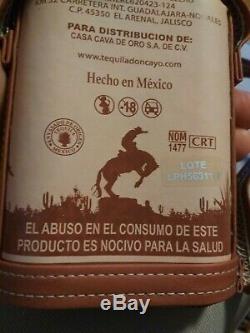 KM.32 CARRETERA INT. GUADALAJARA-NOGALES
C.P. 45350 EL ARENAL, JALISCO
PARA DISTRIBUCION DE:
CASA CAVA DE ORO S.A. DE C.V.
www.tequiladoncayo.com
Hecho en México
-18
NOM
1477
CRT
LOTE
EL ABUSO EN EL CONSUMO DE ESTE
PRODUCTO ES NOCIVO PARA LA SALUD